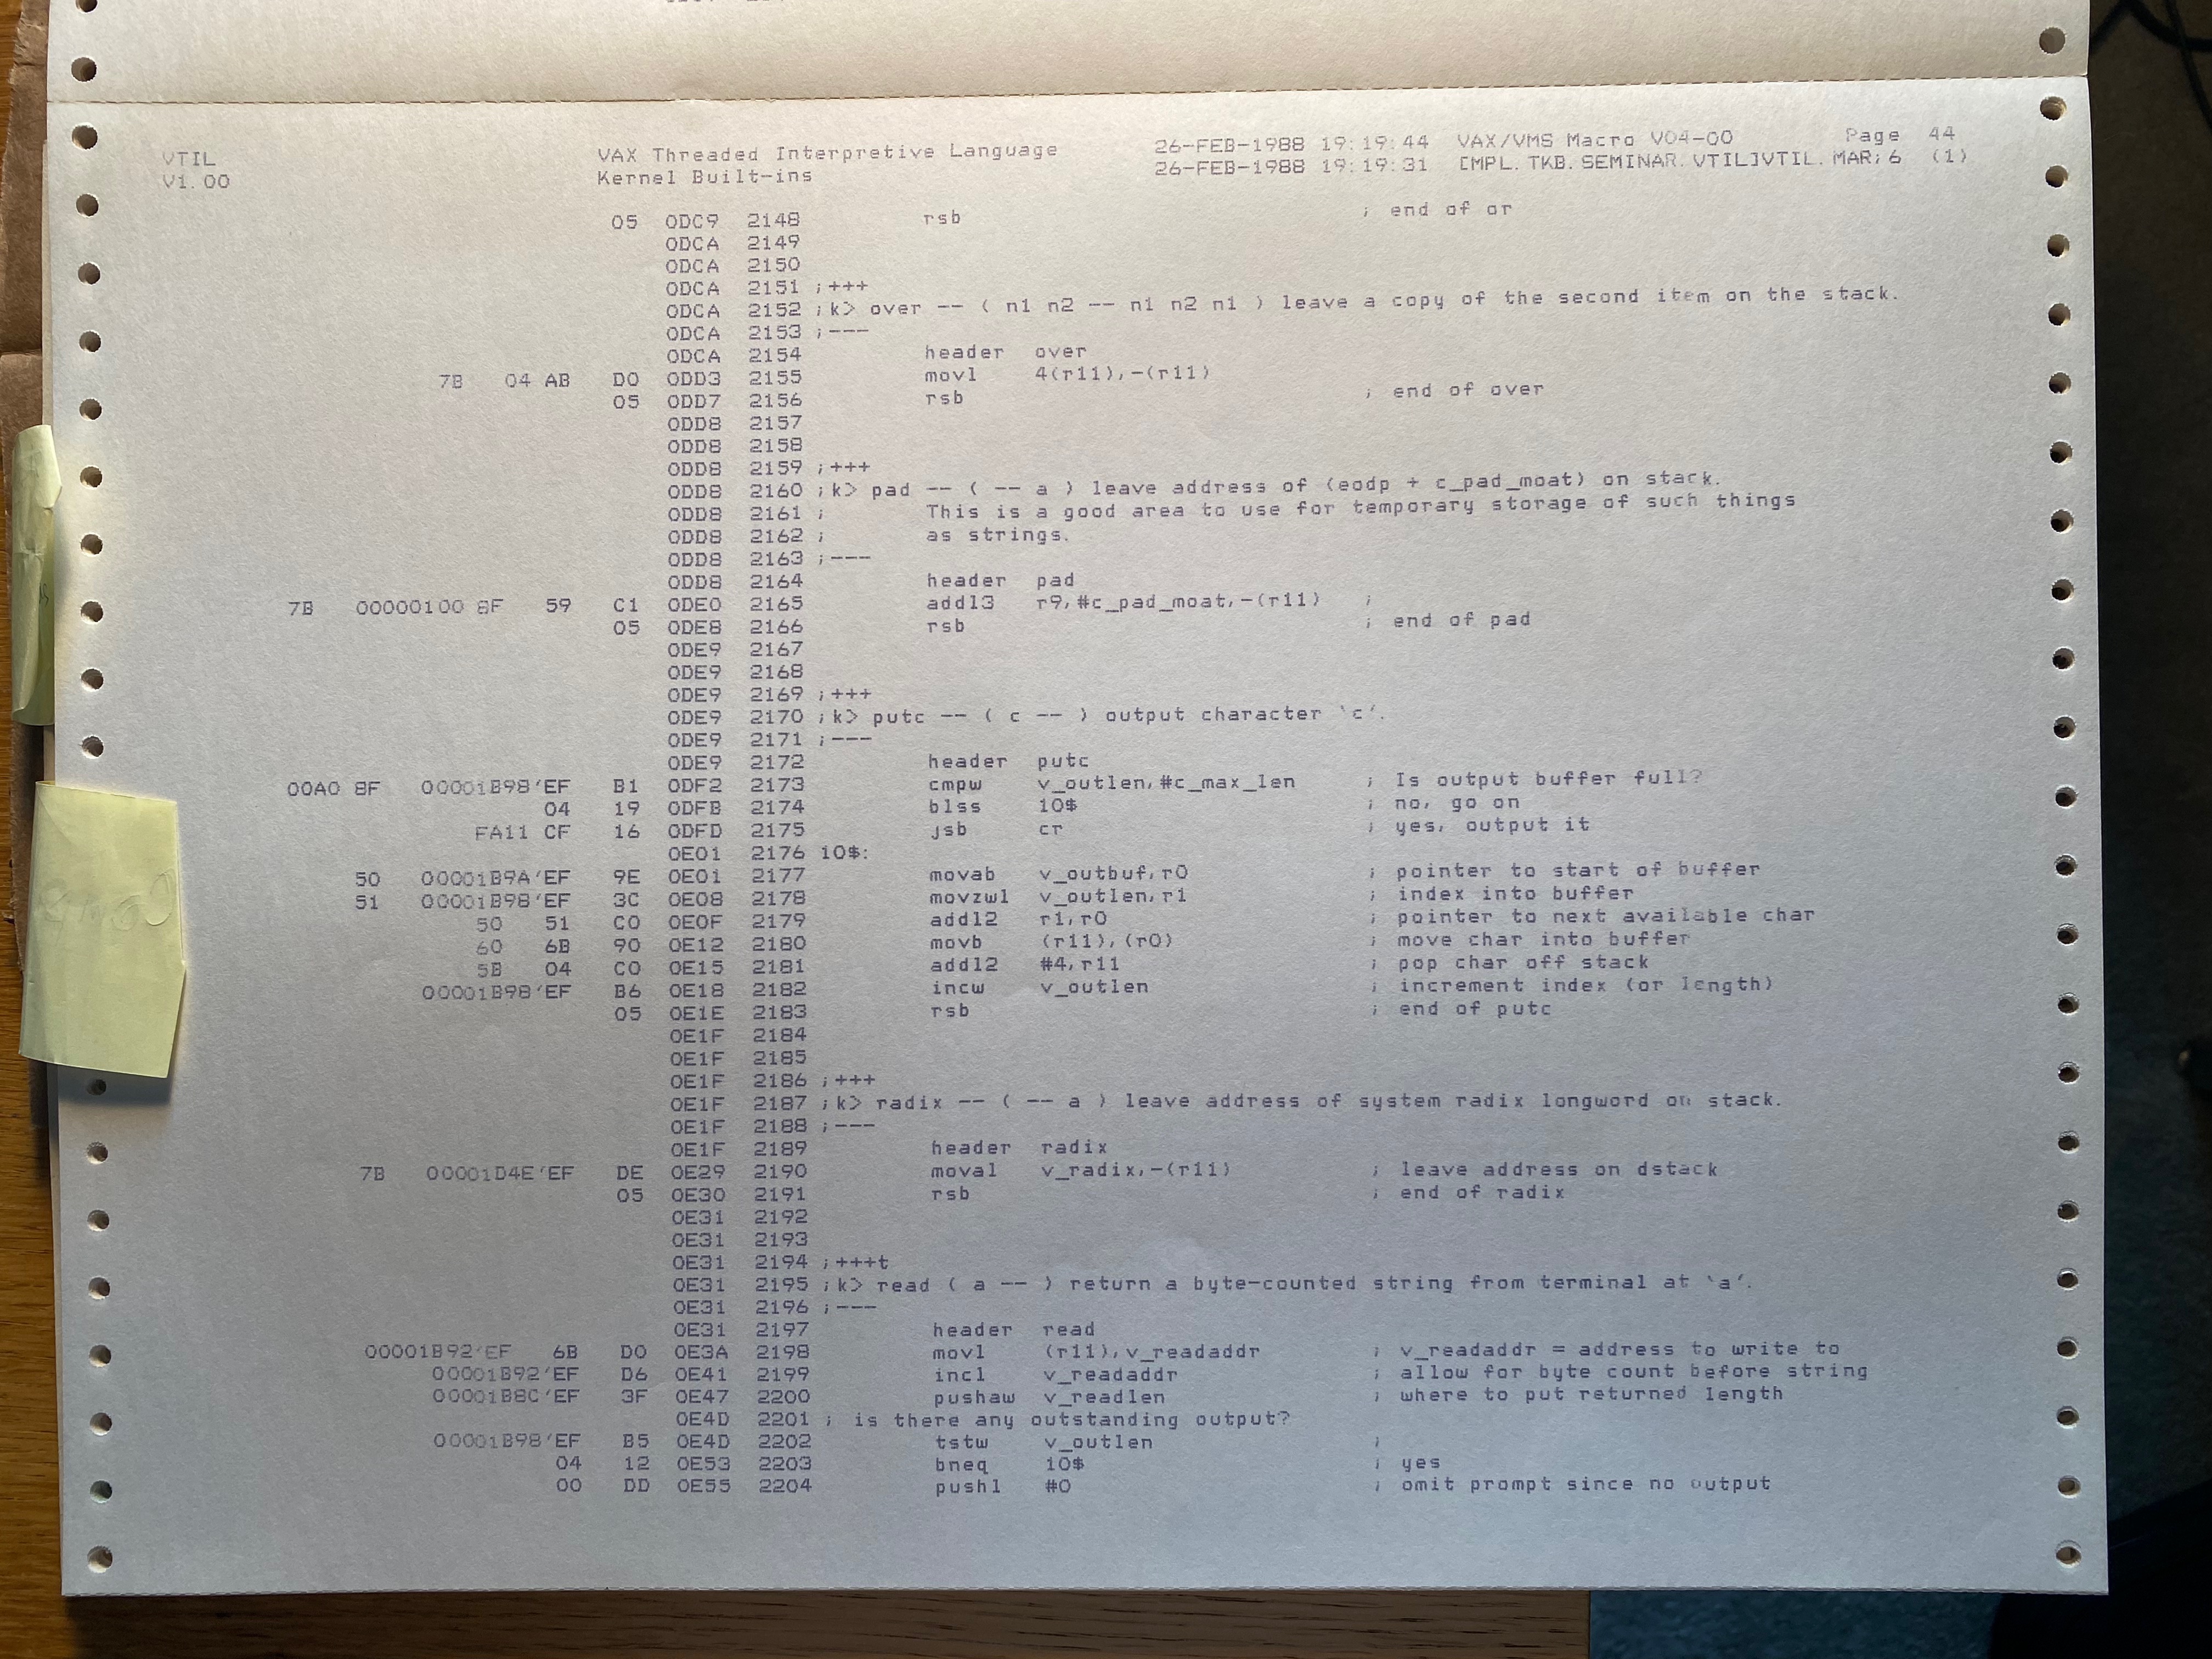 VTIL VAX Threaded Interpretive Language 26-FEB-1988 19:19:44 VAX/VMS Macro V04-00 Page 44
V1.00 Kernel Built-ins 26-FEB-1988 19:19:31 [MPL.TKB.SEMINAR.VTIL]VTIL.MAR;6 (1)
05 0DC9 2148 rsb ; end of or
0DCA 2149
0DCA 2150
0DCA 2151 ;+++
0DCA 2152 ;k> over -- ( n1 n2 -- n1 n2 n1 ) leave a copy of the second item on the stack.
0DCA 2153 ;---
0DCA 2154 header over
7B 04 AB D0 0DD3 2155 movl 4(r11),-(r11)
05 0DD7 2156 rsb ; end of over
0DD8 2157
0DD8 2158
0DD8 2159 ;+++
0DD8 2160 ;k> pad -- ( -- a ) leave address of (eodp + c_pad_moat) on stack.
0DD8 2161 ; This is a good area to use for temporary storage of such things
0DD8 2162 ; as strings.
0DD8 2163 ;---
0DD8 2164 header pad
7B 00000100 8F 59 C1 0DE0 2165 addl3 r9,#c_pad_moat,-(r11) ;
05 0DE8 2166 rsb ; end of pad
0DE9 2167
0DE9 2168
0DE9 2169 ;+++
0DE9 2170 ;k> putc -- ( c -- ) output character `c'.
0DE9 2171 ;---
0DE9 2172 header putc
00A0 8F 00001B98'EF B1 0DF2 2173 cmpw v_outlen,#c_max_len ; Is output buffer full?
04 19 0DFB 2174 blss 10$ ; no, go on
FA11 CF 16 0DFD 2175 jsb cr ; yes, output it
0E01 2176 10$:
50 00001B9A'EF 9E 0E01 2177 movab v_outbuf,r0 ; pointer to start of buffer
51 00001B98'EF 3C 0E08 2178 movzwl v_outlen,r1 ; index into buffer
50 51 C0 0E0F 2179 addl2 r1,r0 ; pointer to next available char
60 6B 90 0E12 2180 movb (r11),(r0) ; move char into buffer
5B 04 C0 0E15 2181 addl2 #4,r11 ; pop char off stack
00001B98'EF B6 0E18 2182 incw v_outlen ; increment index (or length)
05 0E1E 2183 rsb ; end of putc
0E1F 2184
0E1F 2185
0E1F 2186 ;+++
0E1F 2187 ;k> radix -- ( -- a ) leave address of system radix longword on stack.
0E1F 2188 ;---
0E1F 2189 header radix
7B 00001D4E'EF DE 0E29 2190 moval v_radix,-(r11) ; leave address on dstack
05 0E30 2191 rsb ; end of radix
0E31 2192
0E31 2193
0E31 2194 ;+++t
0E31 2195 ;k> read ( a -- ) return a byte-counted string from terminal at `a'.
0E31 2196 ;---
0E31 2197 header read
00001B92'EF 6B D0 0E3A 2198 movl (r11),v_readaddr ; v_readaddr = address to write to
00001B92'EF D6 0E41 2199 incl v_readaddr ; allow for byte count before string
00001B8C'EF 3F 0E47 2200 pushaw v_readlen ; where to put returned length
0E4D 2201 ; is there any outstanding output?
00001B98'EF B5 0E4D 2202 tstw v_outlen ;
04 12 0E53 2203 bneq 10$ ; yes
00 DD 0E55 2204 pushl #0 ; omit prompt since no output